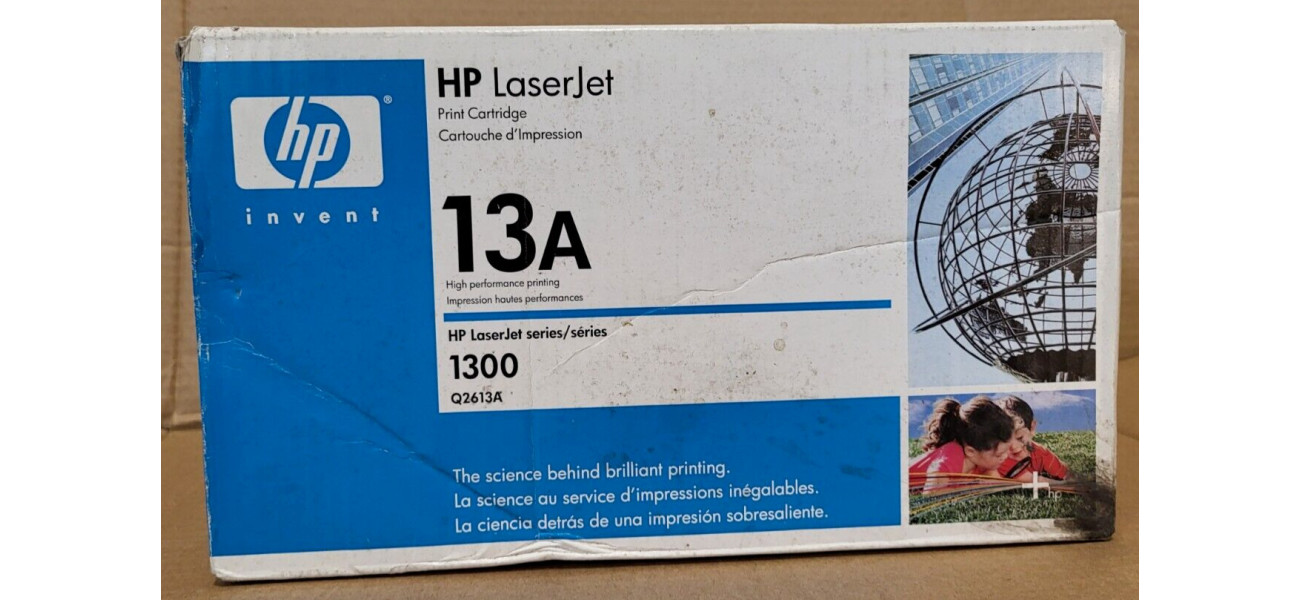 hp
®
invent
HP LaserJet
Print Cartridge
Cartouche d'Impression
13A
High performance printing
Impression hautes performances
HP LaserJet series/séries
1300
Q2613A
The science behind brilliant printing.
La science au service d'impressions inégalables.
La ciencia detrás de una impresión sobresaliente.
+
hp